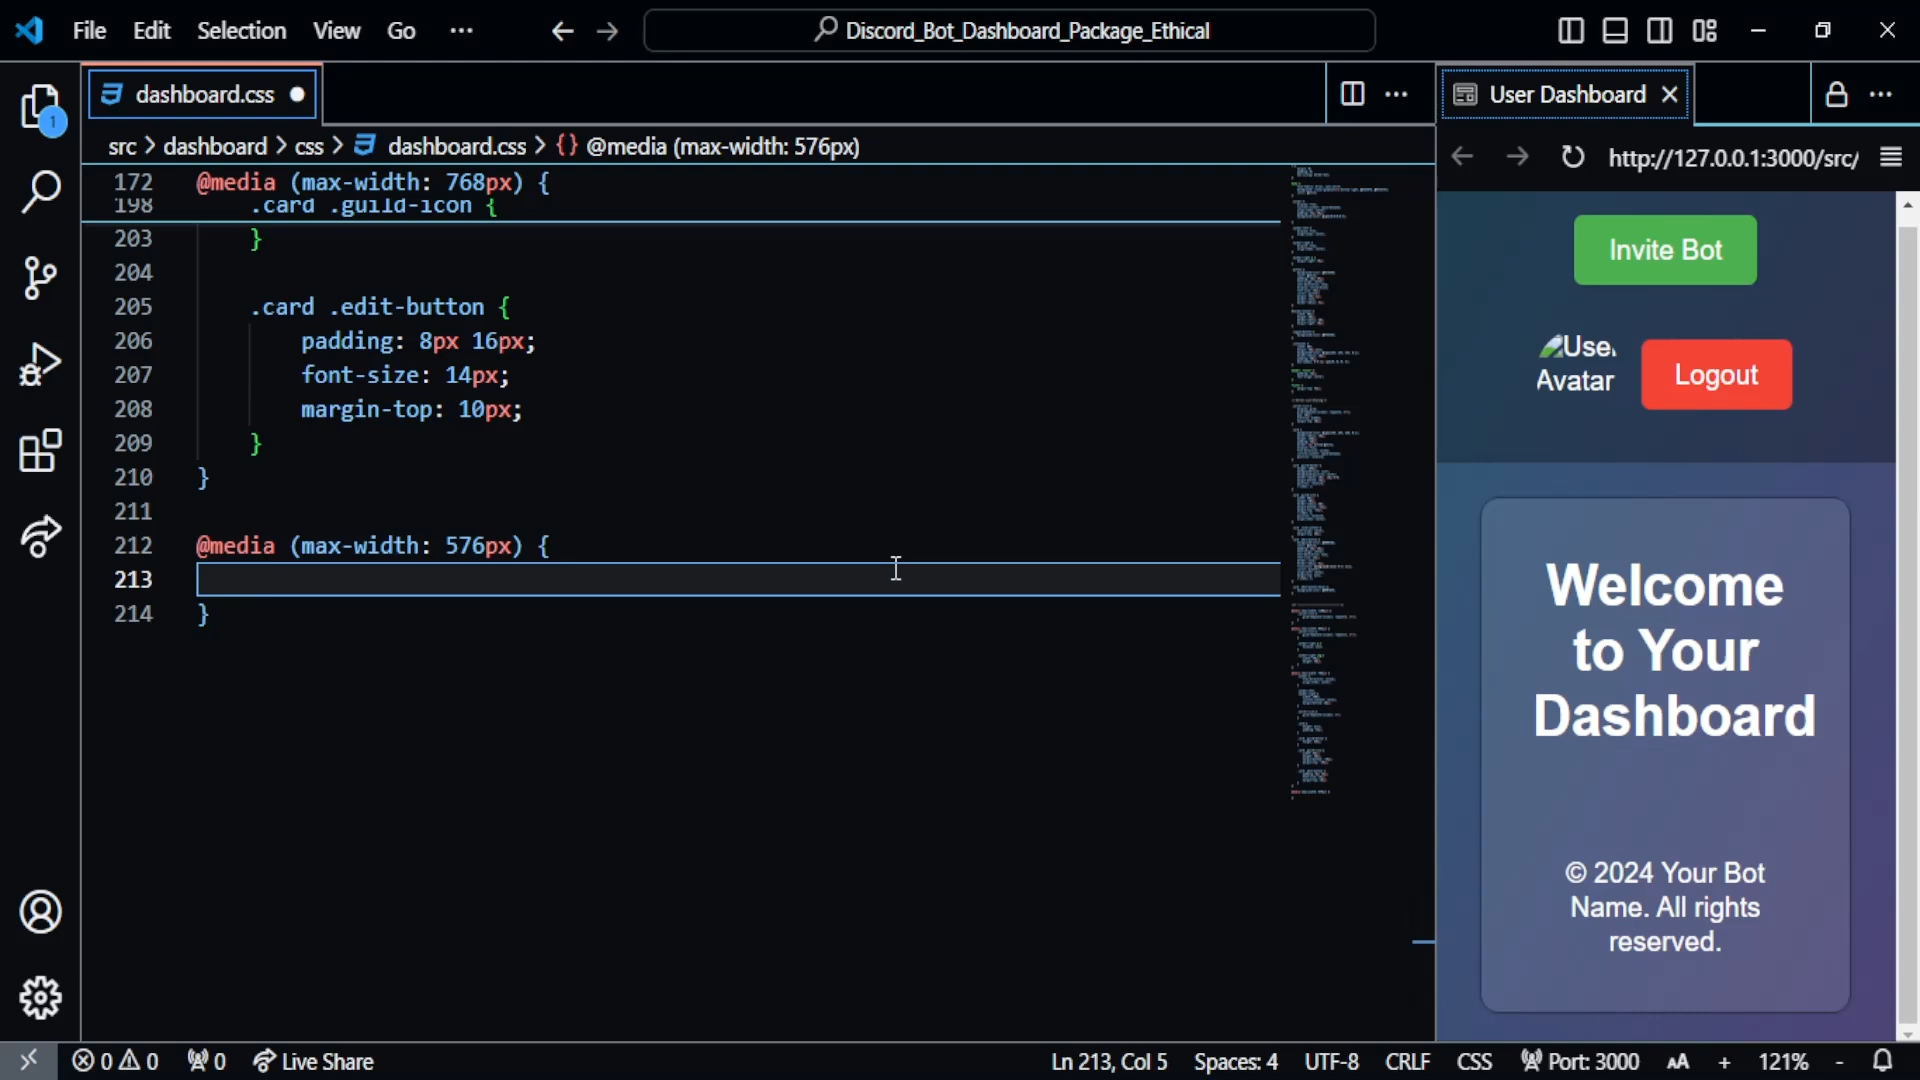 File Edit Selection View Go ··· Discord_Bot_Dashboard_Package_Ethical
dashboard.css
User Dashboard
src > dashboard > css > dashboard.css > {} @media (max-width: 576px)
http://127.0.0.1:3000/src/
1
172 @media (max-width: 768px) {
198 .card .guild-icon {
203 }
204
205 .card .edit-button {
206 padding: 8px 16px;
207 font-size: 14px;
208 margin-top: 10px;
209 }
210 }
211
212 @media (max-width: 576px) {
213
214 }
Invite Bot
User
Avatar
Logout
Welcome
to Your
Dashboard
© 2024 Your Bot
Name. All rights
reserved.
0 0 0 Live Share Ln 213, Col 5 Spaces: 4 UTF-8 CRLF CSS Port: 3000 AA + 121% -